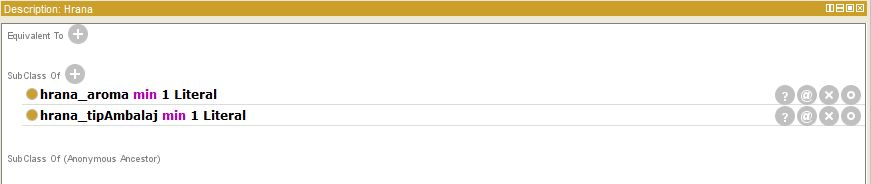 Description: Hrana
Equivalent To
SubClass Of
hrana_aroma min 1 Literal
hrana_tipAmbalaj min 1 Literal
SubClass Of (Anonymous Ancestor)